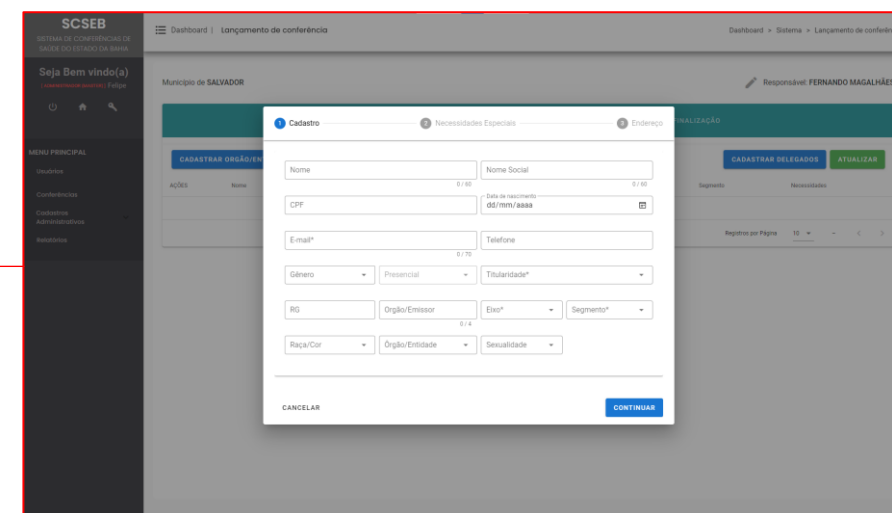 SCSEB
SISTEMA DE CONFERÊNCIAS DE
SAÚDE DO ESTADO DA BAHIA
Dashboard | Lançamento de conferência
Dashboard > Sistema > Lançamento de conferên
Seja Bem vindo(a)
Felipe
Município de SALVADOR
Responsável: FERNANDO MAGALHÃES
MENU PRINCIPAL
Usuários
Conferências
Cadastros
Administrativos
Relatórios
NALIZAÇÃO
CADASTRAR ORGÃO/EN
CADASTRAR DELEGADOS
ATUALIZAR
AÇÕES
Nome
Segmento
Necessidades
Registros por Página 10
1 Cadastro
2 Necessidades Especiais
3 Endereço
Nome
Nome Social
0 / 60
0 / 60
CPF
Data de nascimento
dd/mm/aaaa
E-mail*
Telefone
0 / 70
Gênero
Presencial
Titularidade*
RG
Orgão/Emissor
Eixo*
Segmento*
0 / 4
Raça/Cor
Órgão/Entidade
Sexualidade
CANCELAR
CONTINUAR